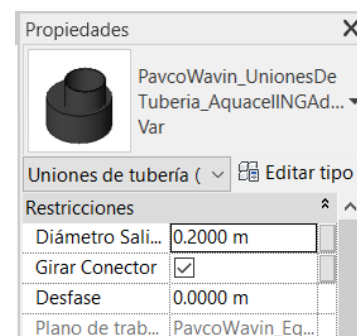 Propiedades
PavcoWavin_UnionesDe
Tuberia_AquacellNGAd...
Var
Uniones de tubería ( Editar tipo
Restricciones
Diámetro Sali... 0.2000 m
Girar Conector
Desfase 0.0000 m
Plano de trab... PavcoWavin_Eq...